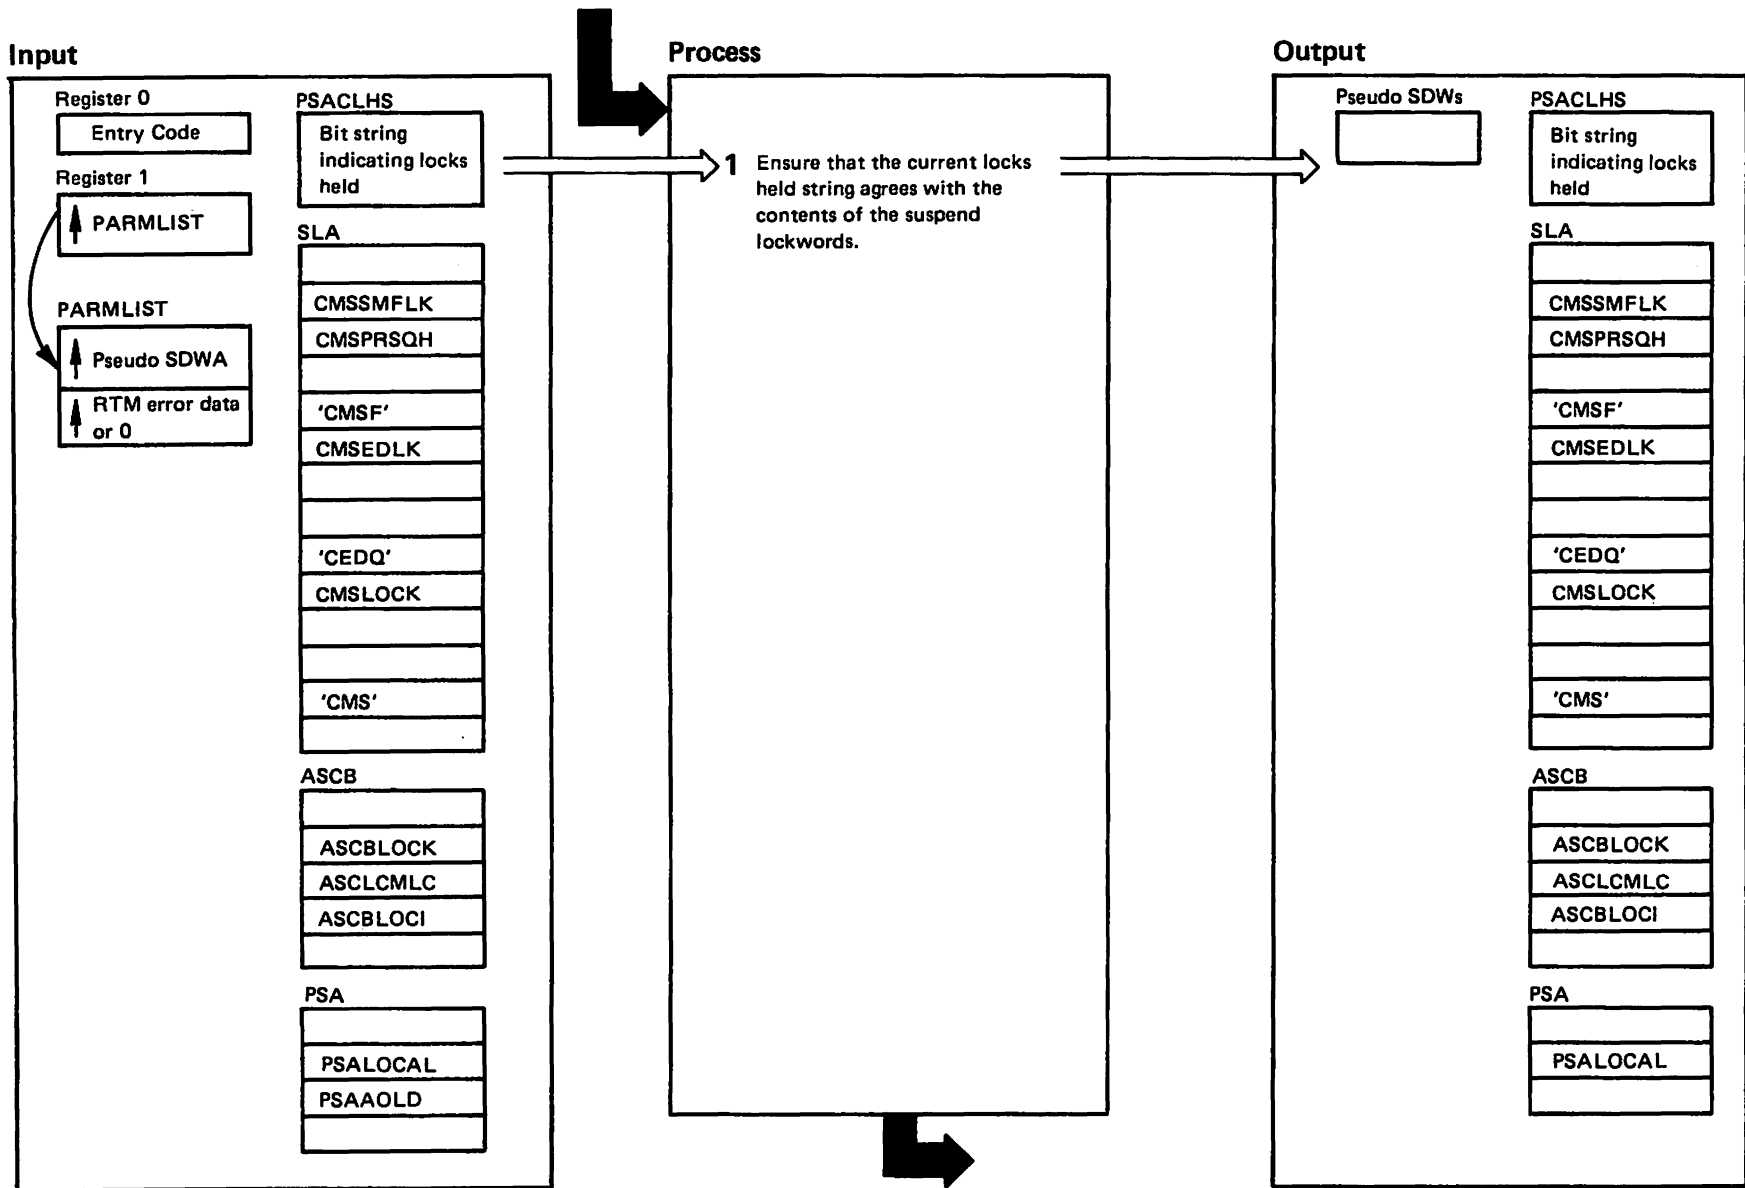 Input
Register 0
Entry Code
Register 1
PARMLIST
PARMLIST
Pseudo SDWA
RTM error data
or 0
PSACLHS
Bit string
indicating locks
held
SLA
CMSSMFLK
CMSPRSQH
'CMSF'
CMSEDLK
'CEDQ'
CMSLOCK
'CMS'
ASCB
ASCBLOCK
ASCLCMLC
ASCBLOCI
PSA
PSALOCAL
PSAAOLD
Process
1 Ensure that the current locks
held string agrees with the
contents of the suspend
lockwords.
Output
Pseudo SDWs
PSACLHS
Bit string
indicating locks
held
SLA
CMSSMFLK
CMSPRSQH
'CMSF'
CMSEDLK
'CEDQ'
CMSLOCK
'CMS'
ASCB
ASCBLOCK
ASCLCMLC
ASCBLOCI
PSA
PSALOCAL